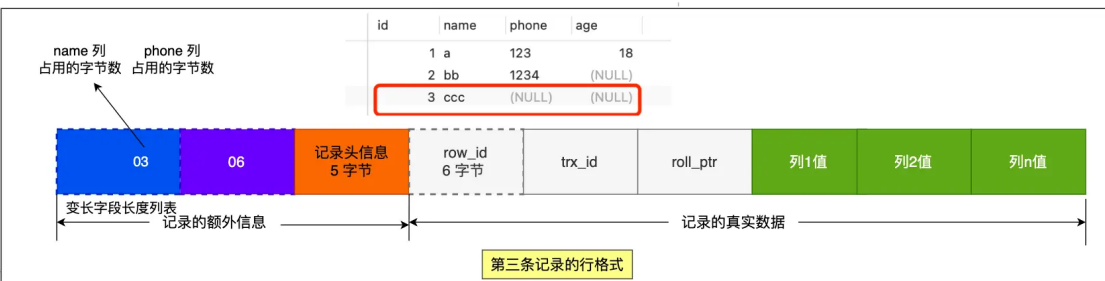 id name phone age
1 a 123 18
2 bb 1234 (NULL)
3 ccc (NULL) (NULL)
name 列 phone 列
占用的字节数 占用的字节数
03 06 记录头信息 5 字节 row_id 6 字节 trx_id roll_ptr 列1值 列2值 列n值
变长字段长度列表
记录的额外信息 记录的真实数据
第三条记录的行格式